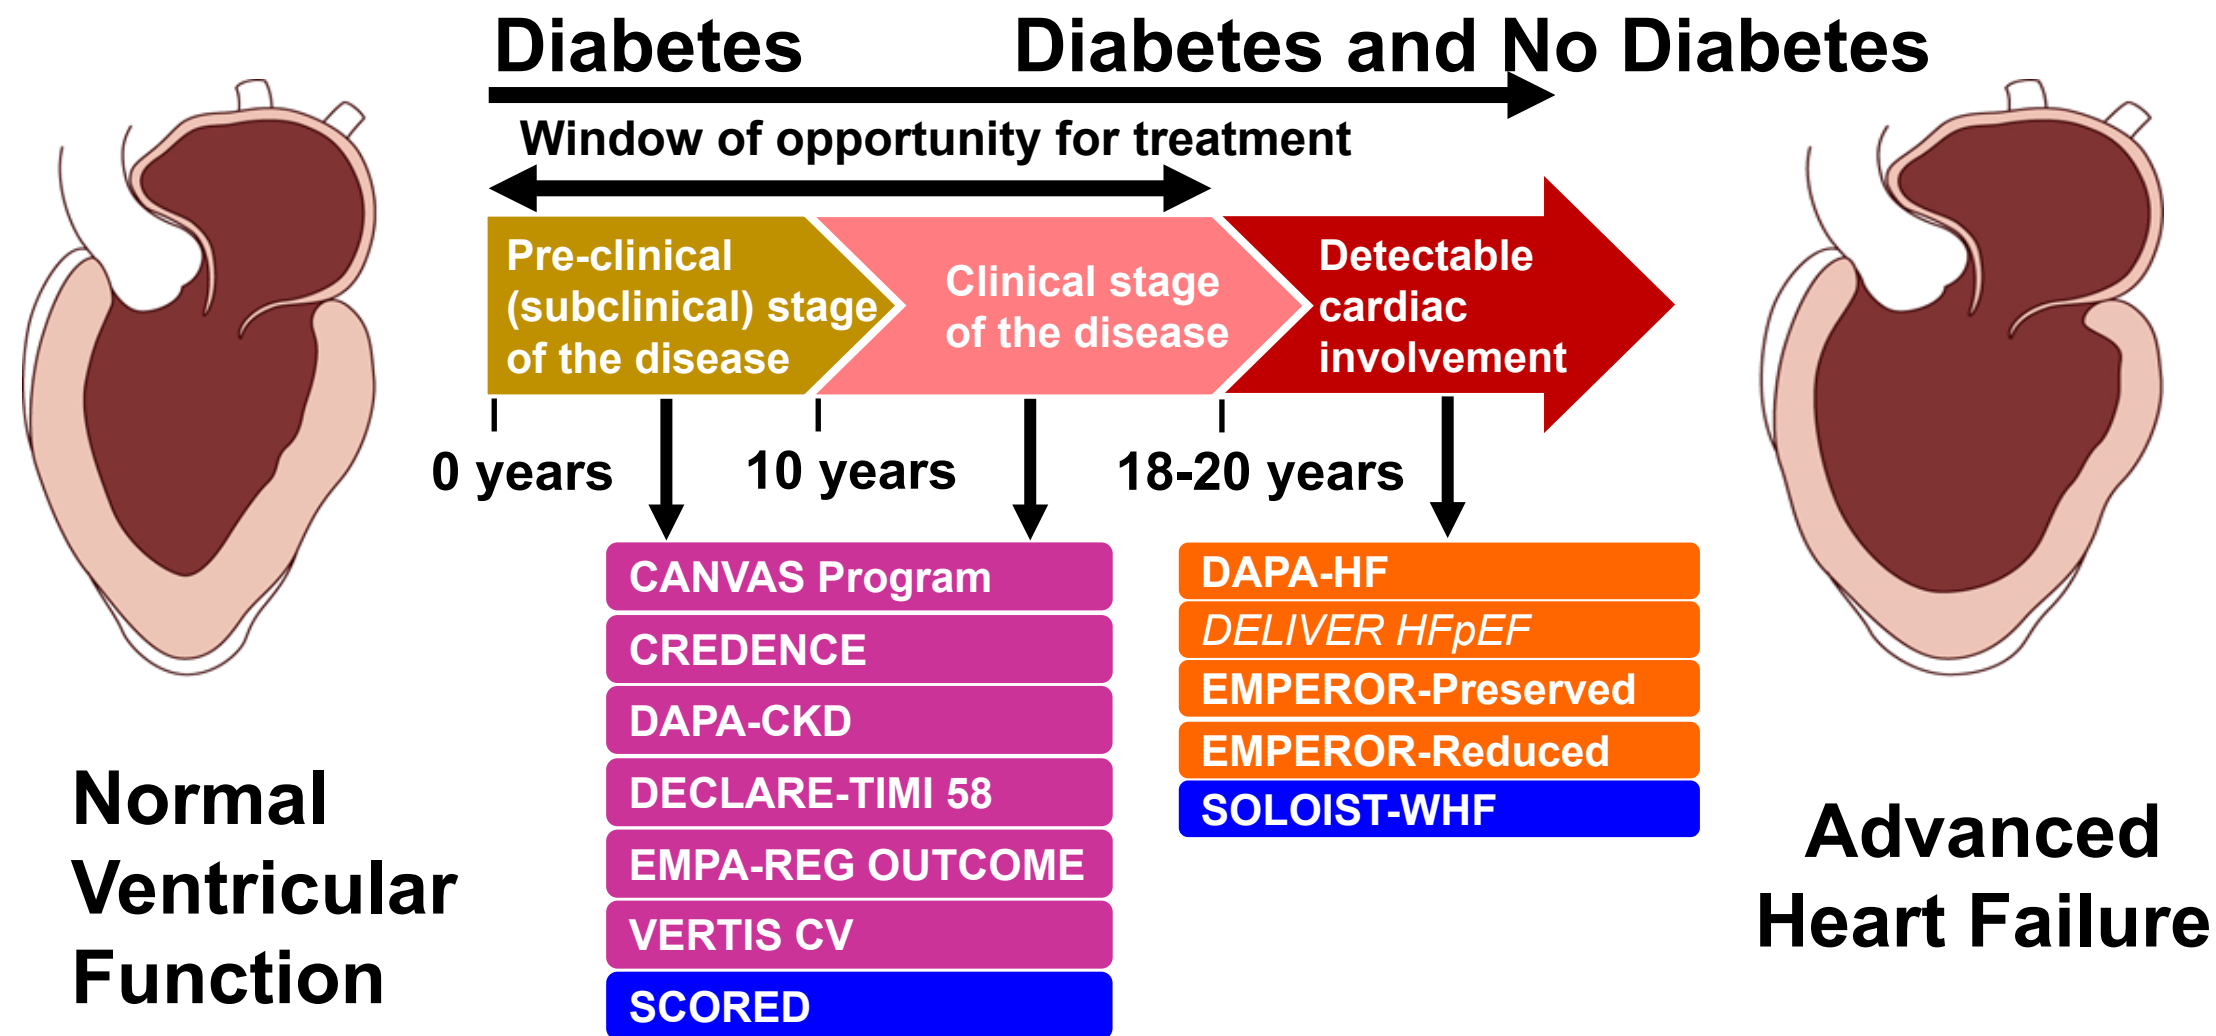 Diabetes
Diabetes and No Diabetes
Window of opportunity for treatment
Pre-clinical
(subclinical) stage
of the disease
Clinical stage
of the disease
Detectable
cardiac
involvement
0 years
10 years
18-20 years
CANVAS Program
CREDENCE
DAPA-CKD
DECLARE-TIMI 58
EMPA-REG OUTCOME
VERTIS CV
SCORED
DAPA-HF
DELIVER HFpEF
EMPEROR-Preserved
EMPEROR-Reduced
SOLOIST-WHF
Normal
Ventricular
Function
Advanced
Heart Failure